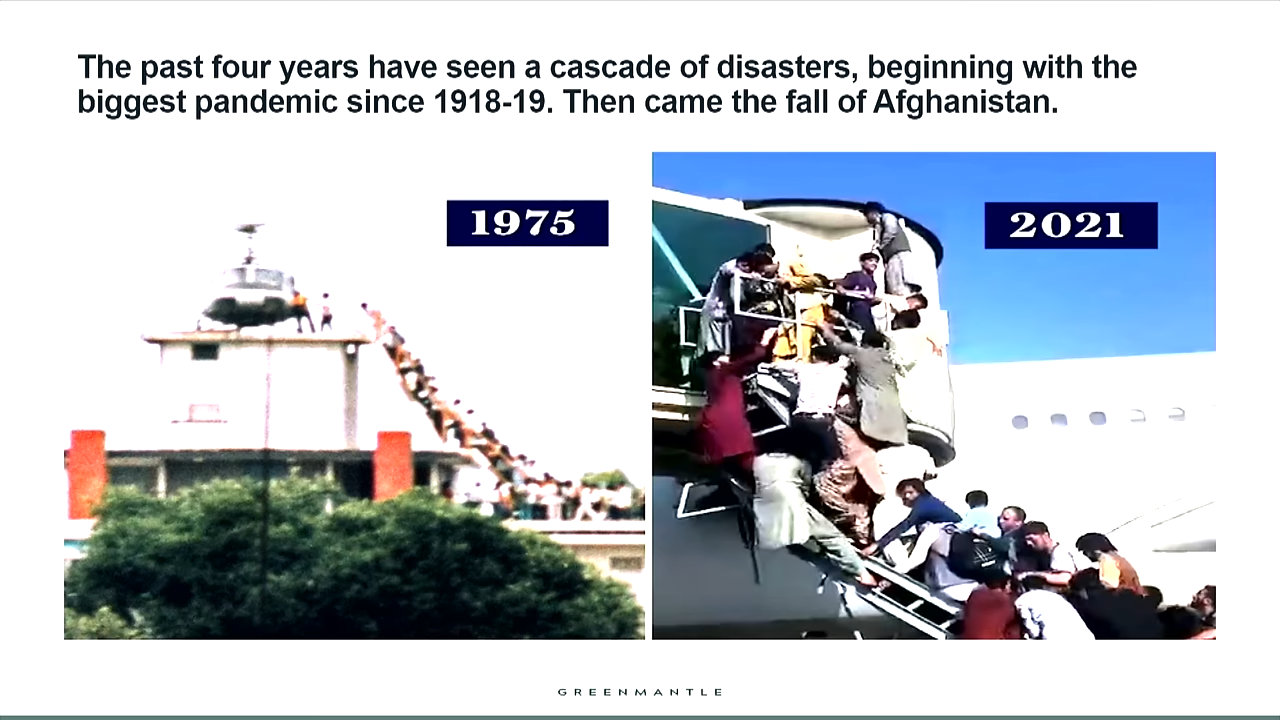 The past four years have seen a cascade of disasters, beginning with the
biggest pandemic since 1918-19. Then came the fall of Afghanistan.
1975
2021
GREENMANTLE